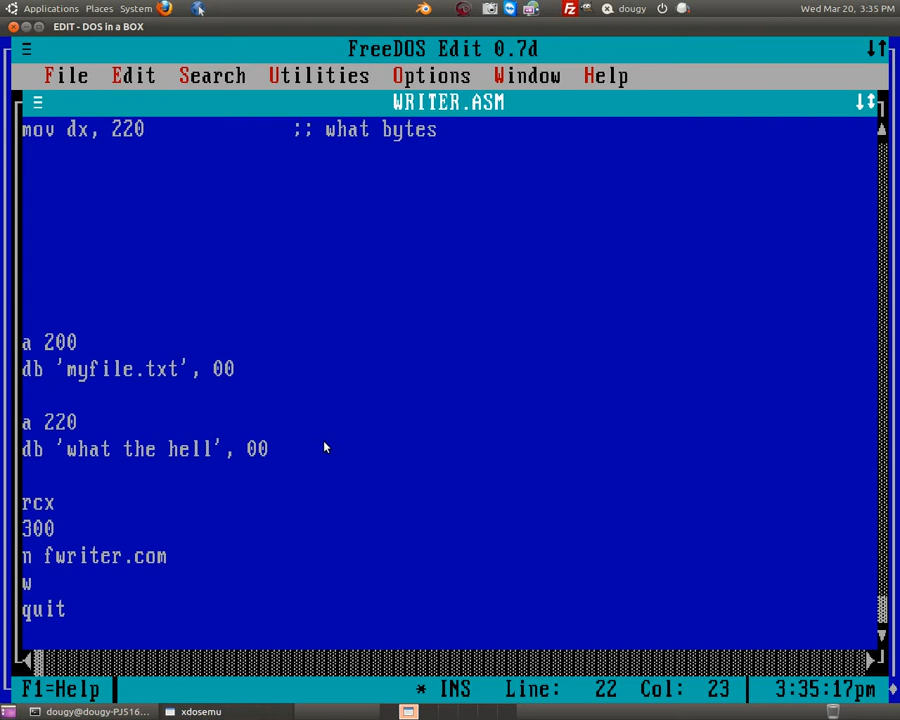 Applications Places System dougy Wed Mar 20, 3:35 PM
EDIT - DOS in a BOX
FreeDOS Edit 0.7d
File Edit Search Utilities Options Window Help
WRITER.ASM
mov dx, 220 ;; what bytes
a 200
db 'myfile.txt', 00
a 220
db 'what the hell', 00
rcx
300
n fwriter.com
w
quit
F1=Help * INS Line: 22 Col: 23 3:35:17pm
dougy@dougy-PJ516... xdosemu